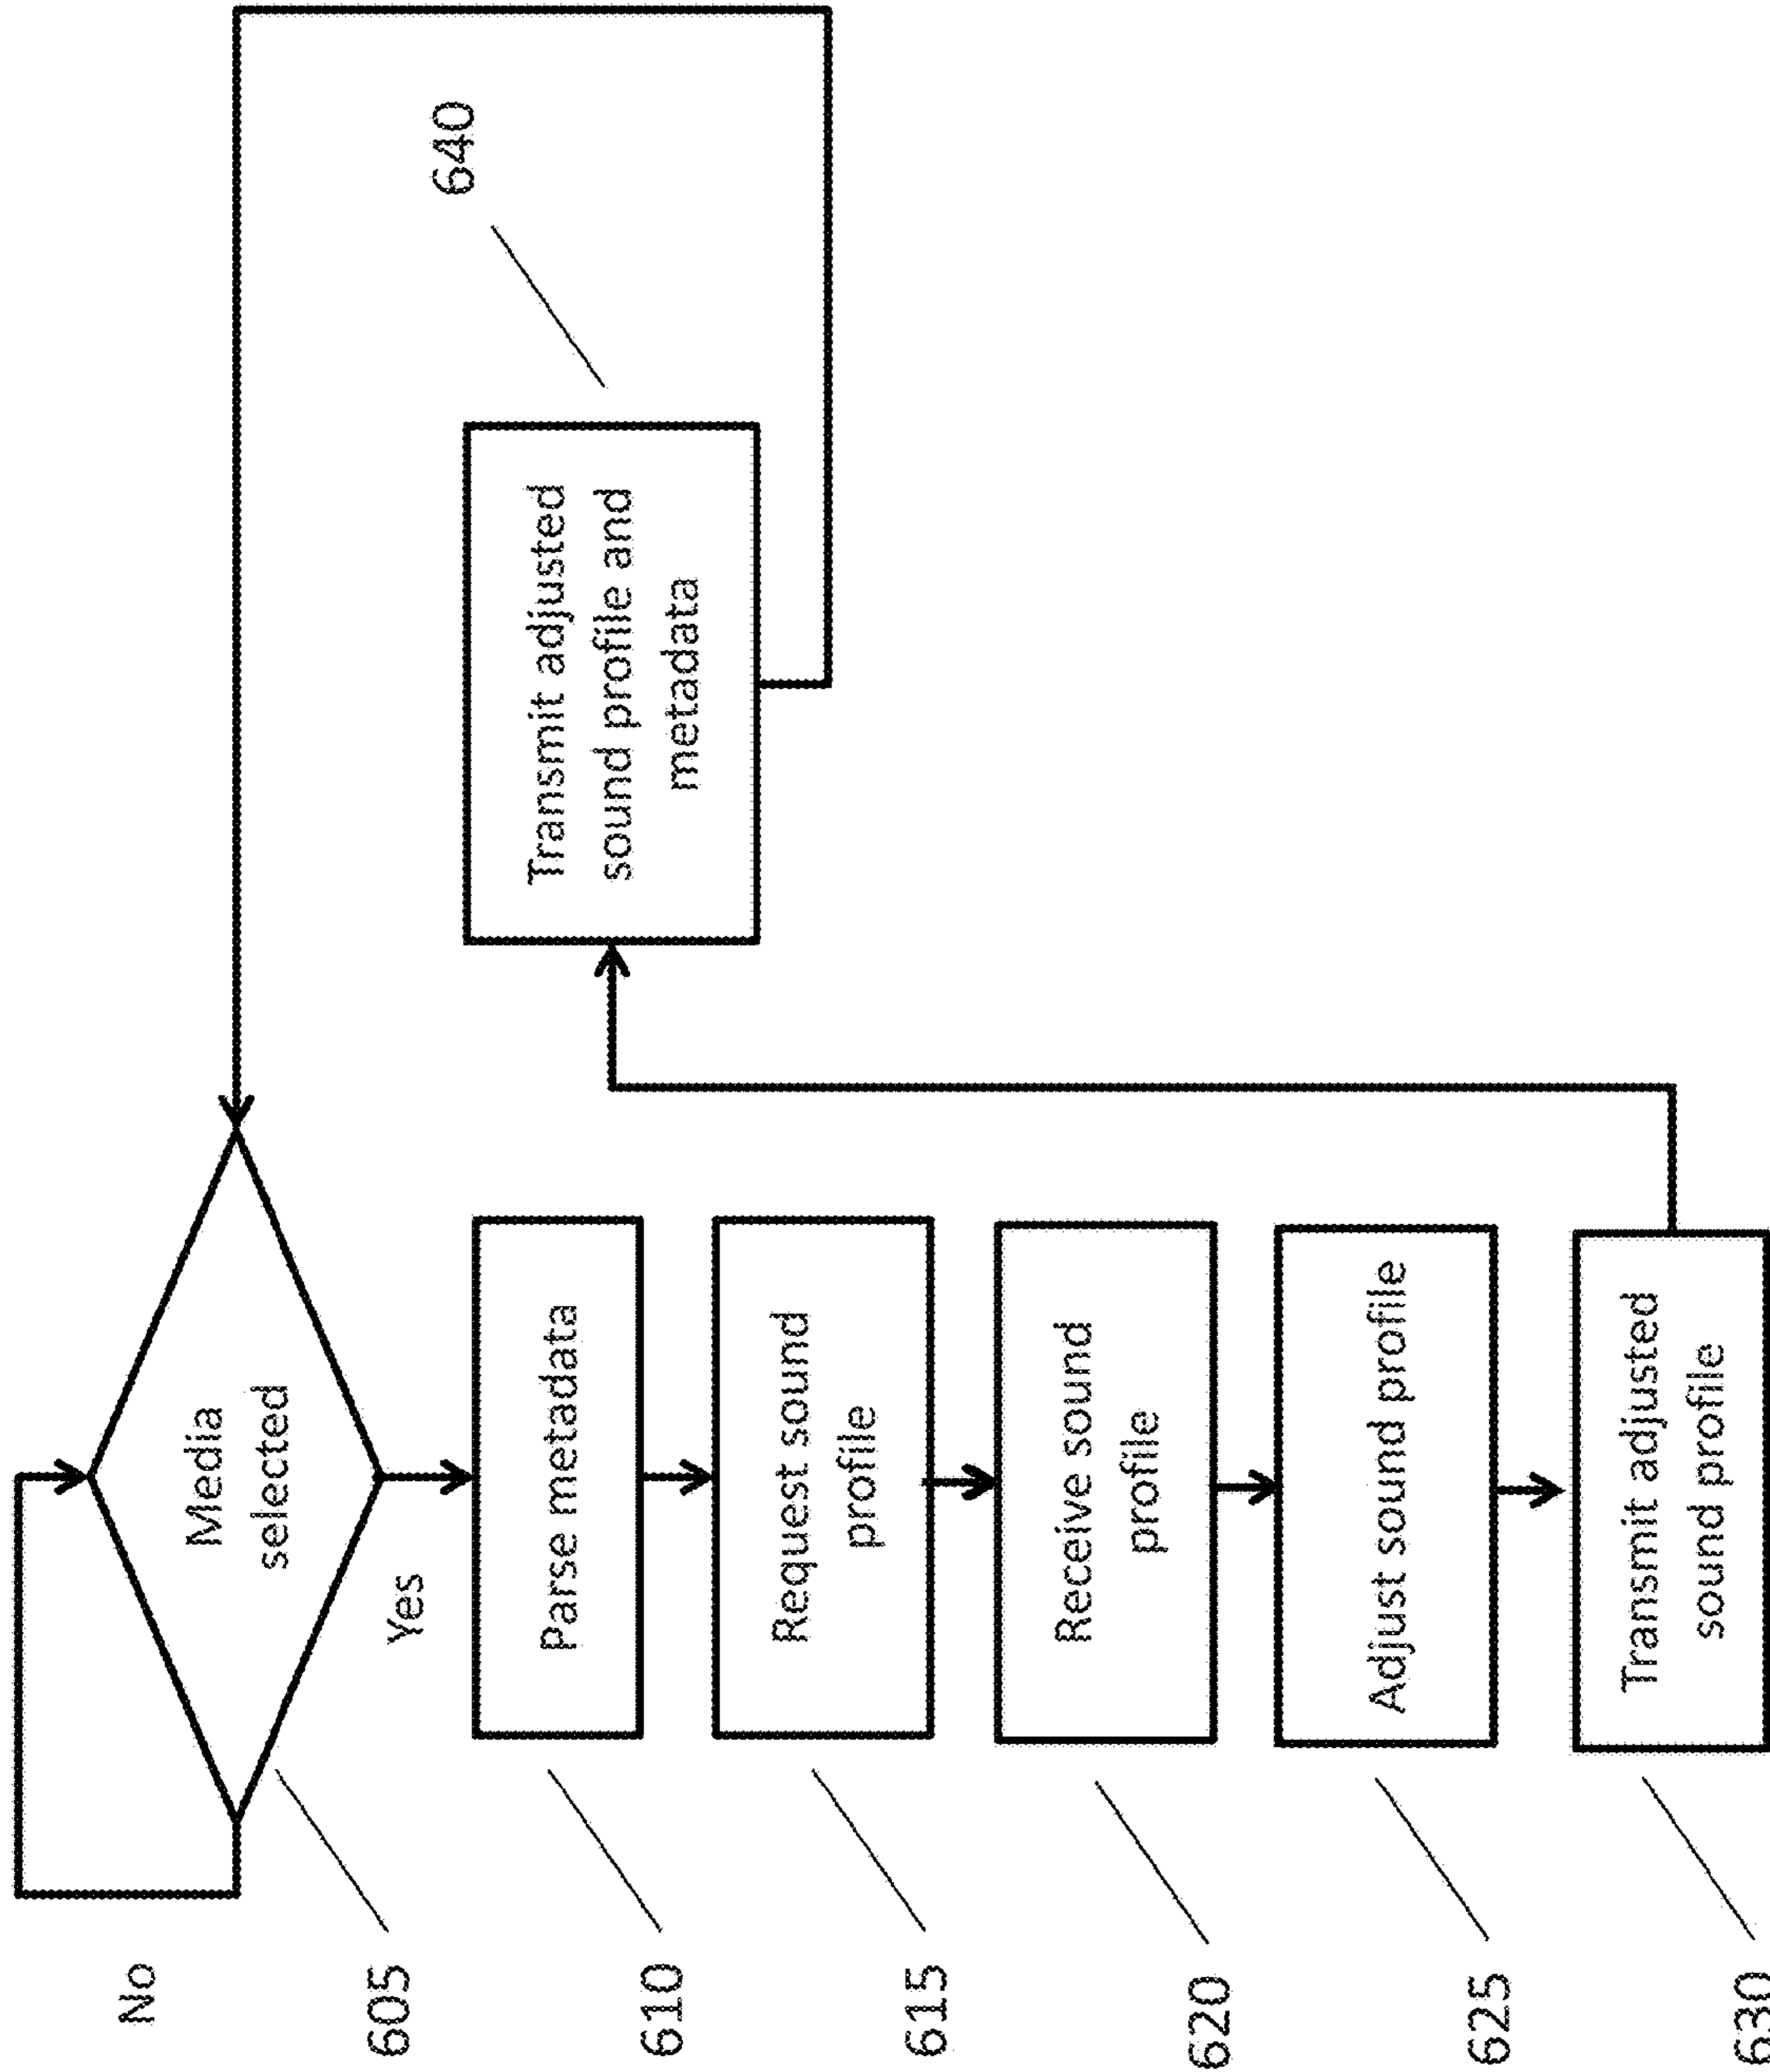 No
Media
selected
605
Yes
Parse metadata
610
Request sound
profile
615
Receive sound
profile
620
Adjust sound profile
625
Transmit adjusted
sound profile
630
Transmit adjusted
sound profile and
metadata
640